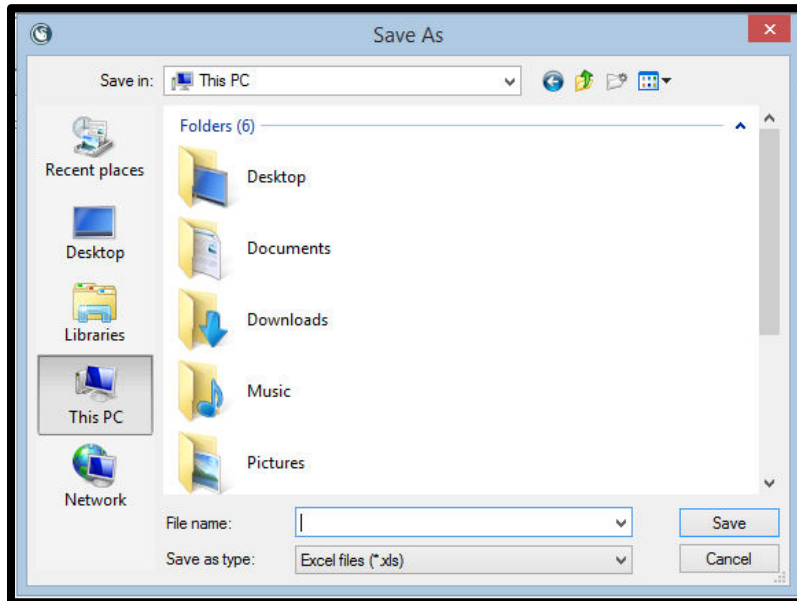 Save As
Save in: This PC
Folders (6)
Recent places
Desktop
Libraries
This PC
Network
Desktop
Documents
Downloads
Music
Pictures
File name:
Save
Save as type: Excel files (*.xls)
Cancel